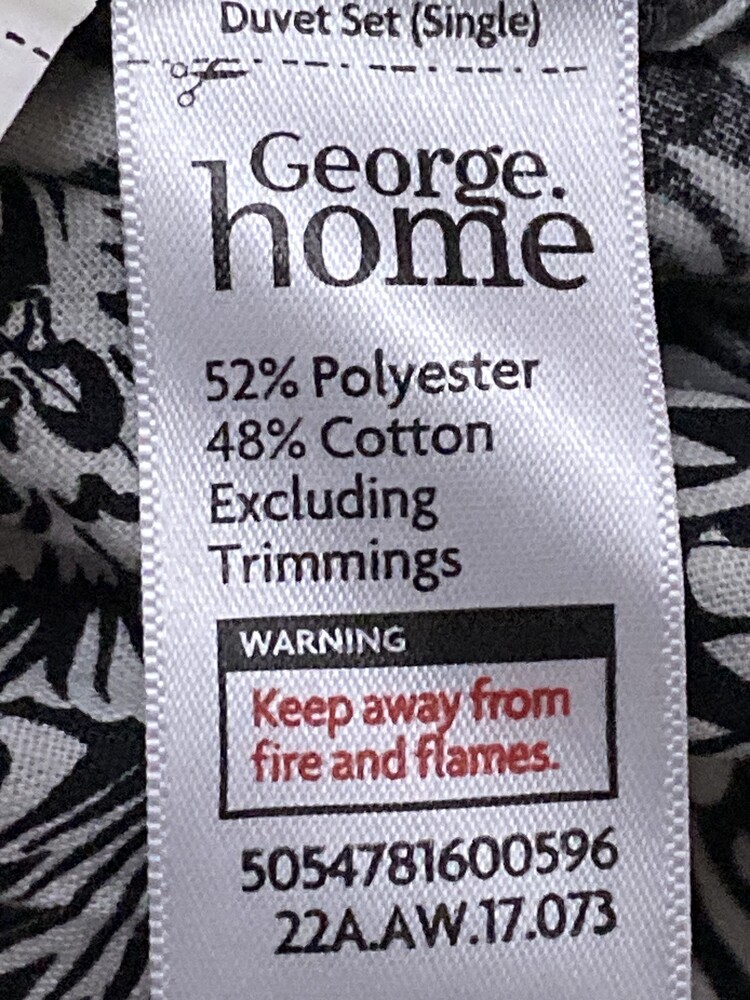 Duvet Set (Single)
George.
home
52% Polyester
48% Cotton
Excluding
Trimmings
WARNING
Keep away from
fire and flames.
5054781600596
22A.AW.17.073